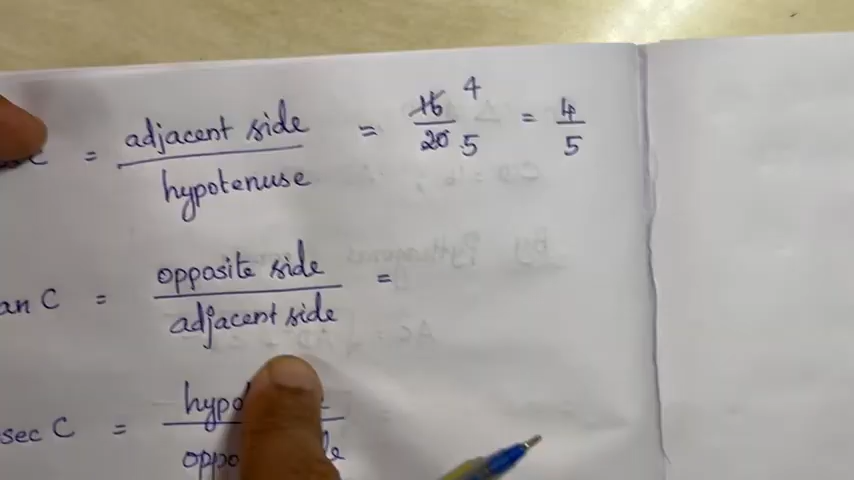 = adjacent side / hypotenuse = 16/20 4/5 = 4/5
an C = opposite side / adjacent side =
sec C = hypo / oppo